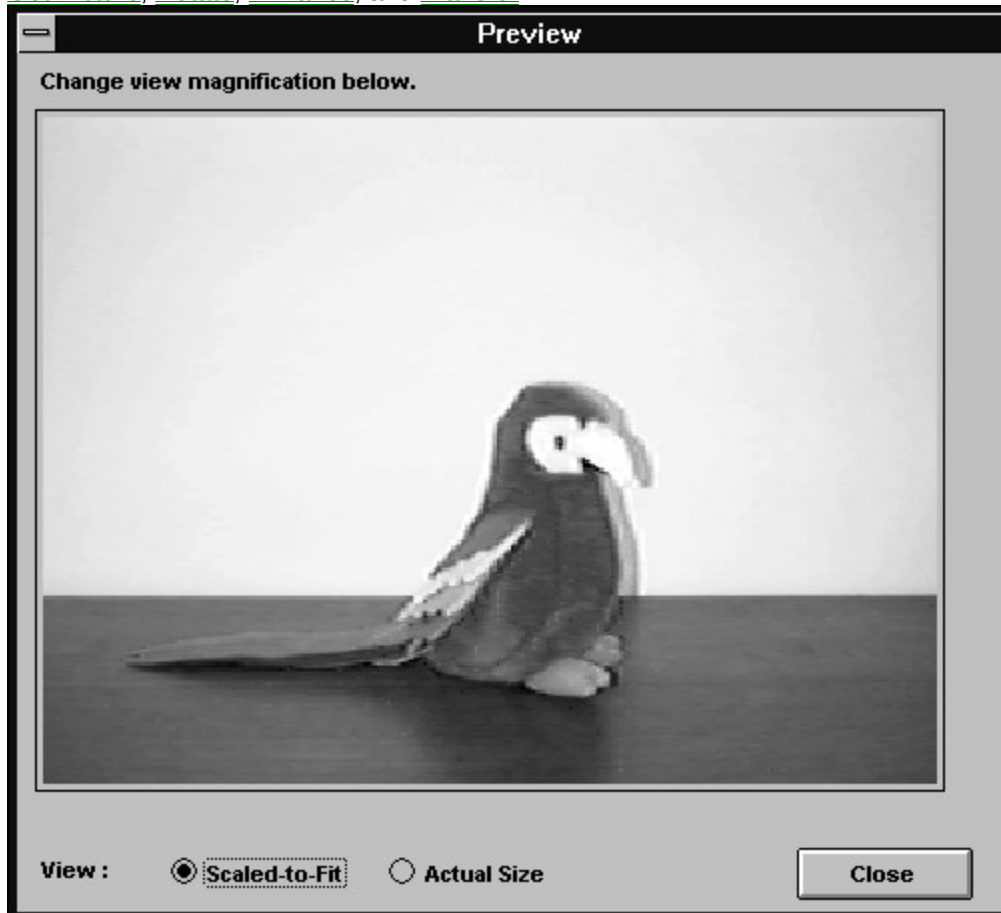 Preview
Change view magnification below.
View :
Scaled-to-Fit
Actual Size
Close